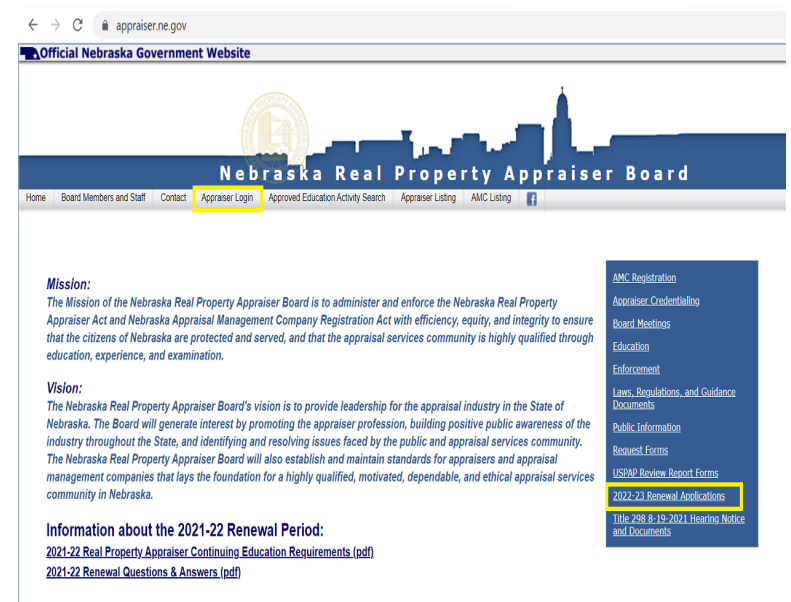 appraiser.ne.gov
Official Nebraska Government Website
Nebraska Real Property Appraiser Board
Home Board Members and Staff Contact Appraiser Login Approved Education Activity Search Appraiser Listing AMC Listing f
Mission:
The Mission of the Nebraska Real Property Appraiser Board is to administer and enforce the Nebraska Real Property
Appraiser Act and Nebraska Appraisal Management Company Registration Act with efficiency, equity, and integrity to ensure
that the citizens of Nebraska are protected and served, and that the appraisal services community is highly qualified through
education, experience, and examination.
Vision:
The Nebraska Real Property Appraiser Board's vision is to provide leadership for the appraisal industry in the State of
Nebraska. The Board will generate interest by promoting the appraiser profession, building positive public awareness of the
industry throughout the State, and identifying and resolving issues faced by the public and appraisal services community.
The Nebraska Real Property Appraiser Board will also establish and maintain standards for appraisers and appraisal
management companies that lays the foundation for a highly qualified, motivated, dependable, and ethical appraisal services
community in Nebraska.
Information about the 2021-22 Renewal Period:
2021-22 Real Property Appraiser Continuing Education Requirements (pdf)
2021-22 Renewal Questions & Answers (pdf)
AMC Registration
Appraiser Credentialing
Board Meetings
Education
Enforcement
Laws, Regulations, and Guidance
Documents
Public Information
Request Forms
USPAP Review Report Forms
2022-23 Renewal Applications
Title 298 8-19-2021 Hearing Notice
and Documents